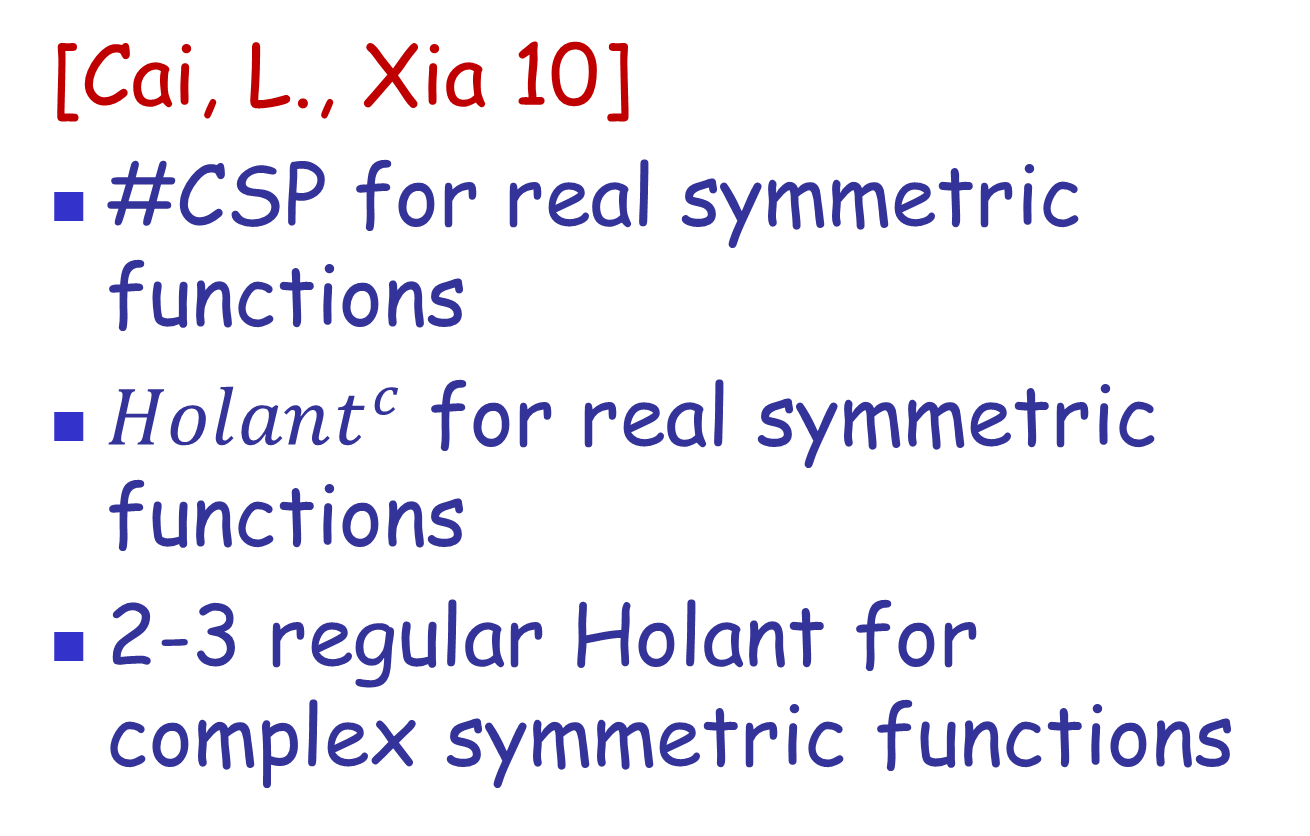 [Cai, L., Xia 10]
#CSP for real symmetric
functions
Holant^c for real symmetric
functions
2-3 regular Holant for
complex symmetric functions